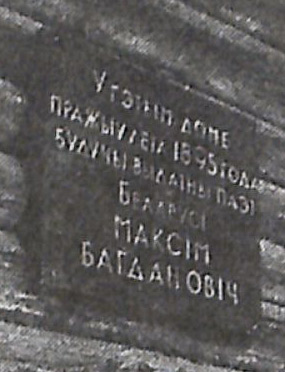 У гэтым доме
пражыў у 1895 годзе
будучы выдатны паэт
Беларусі
МАКСІМ
БАГДАНОВІЧ